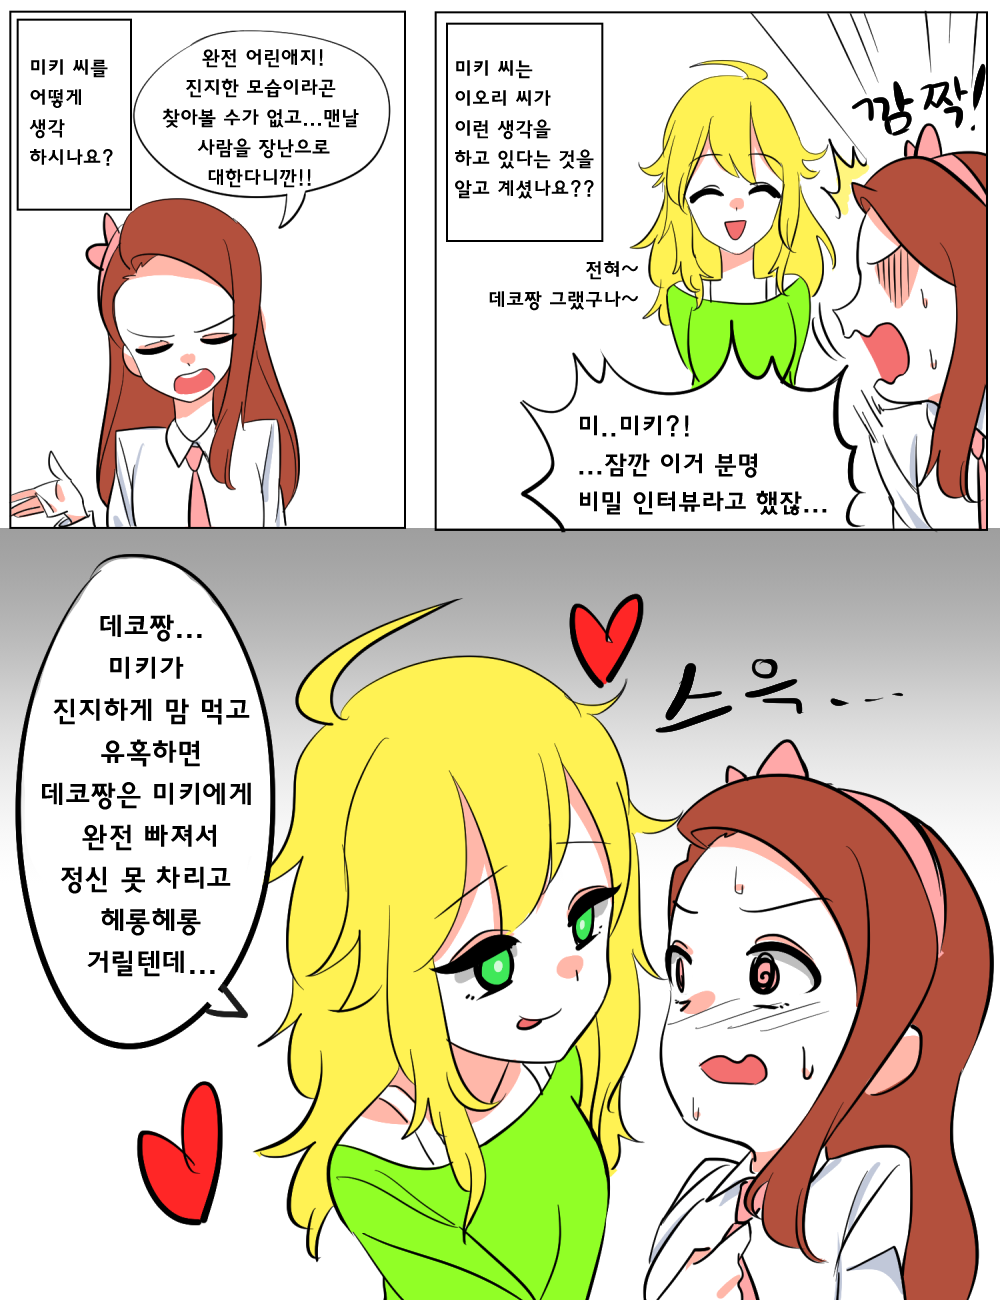 미키 씨를
어떻게
생각
하시나요?
완전 어린애지!
진지한 모습이라곤
찾아볼 수가 없고...맨날
사람을 장난으로
대한다니깐!!
미키 씨는
이오리 씨가
이런 생각을
하고 있다는 것을
알고 계셨나요??
깜짝!
전혀~
데코짱 그랬구나~
미..미키?!
...잠깐 이거 분명
비밀 인터뷰라고 했잖...
데코짱...
미키가
진지하게 맘 먹고
유혹하면
데코짱은 미키에게
완전 빠져서
정신 못 차리고
헤롱헤롱
거릴텐데...
스윽...